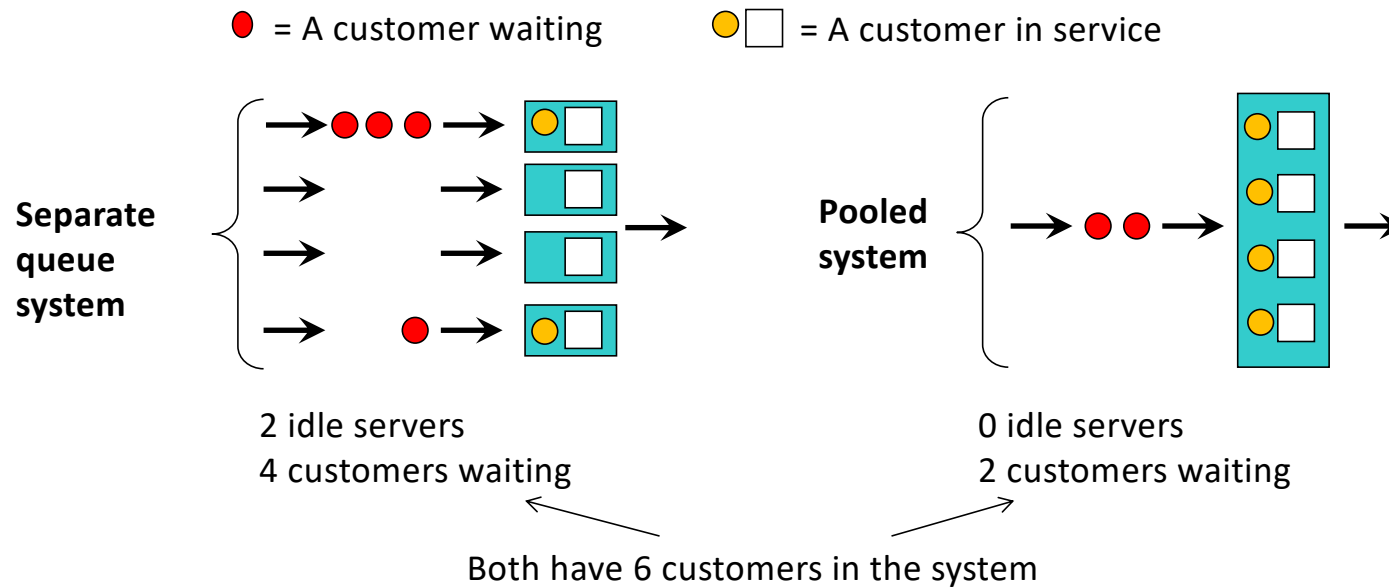 = A customer waiting
= A customer in service
Separate
queue
system
Pooled
system
2 idle servers
4 customers waiting
0 idle servers
2 customers waiting
Both have 6 customers in the system